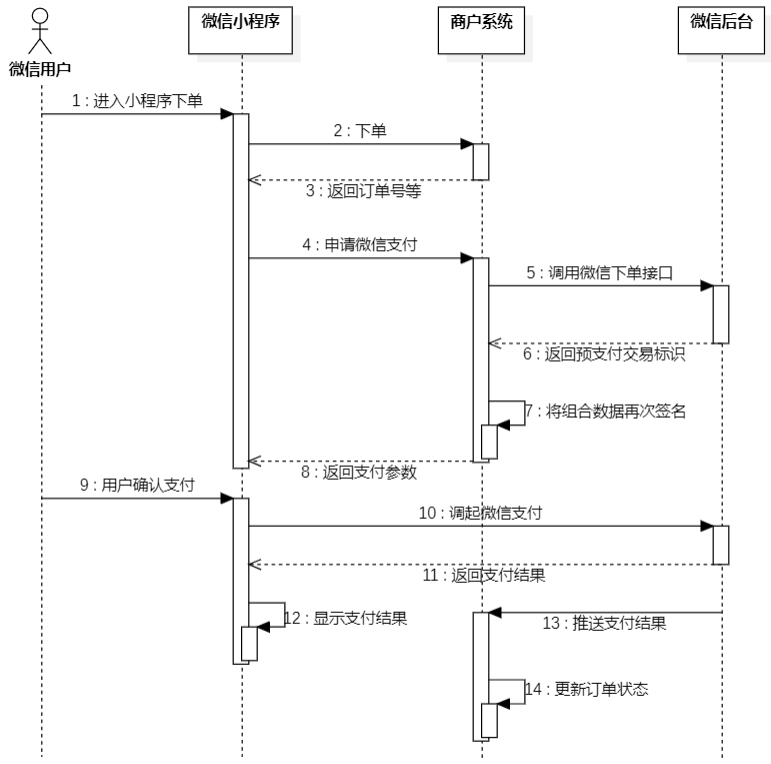 微信用户
微信小程序
商户系统
微信后台
1 : 进入小程序下单
2 : 下单
3 : 返回订单号等
4 : 申请微信支付
5 : 调用微信下单接口
6 : 返回预支付交易标识
7 : 将组合数据再次签名
8 : 返回支付参数
9 : 用户确认支付
10 : 调起微信支付
11 : 返回支付结果
12 : 显示支付结果
13 : 推送支付结果
14 : 更新订单状态